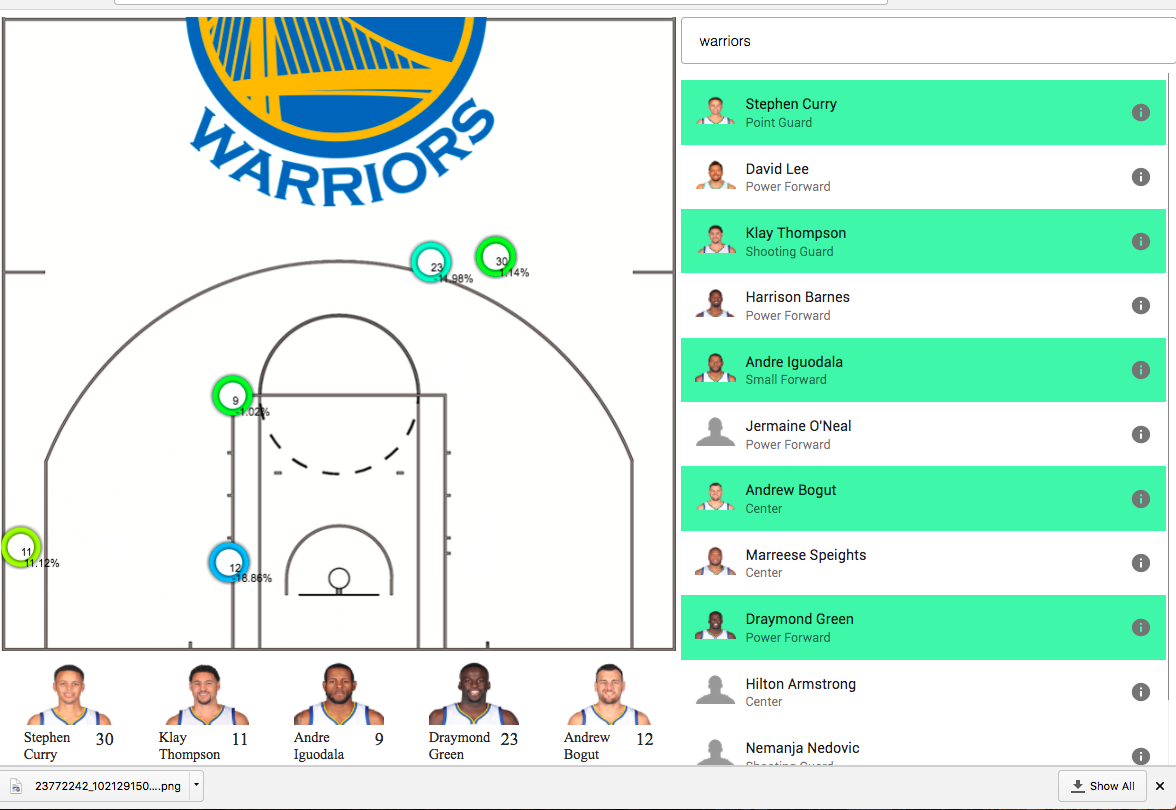 WARRIORS
23
-11.98%
30
1.14%
9
-1.02%
11
11.12%
12
-18.86%
Stephen
Curry
30
Klay
Thompson
11
Andre
Iguodala
9
Draymond
Green
23
Andrew
Bogut
12
warriors
Stephen Curry
Point Guard
David Lee
Power Forward
Klay Thompson
Shooting Guard
Harrison Barnes
Power Forward
Andre Iguodala
Small Forward
Jermaine O'Neal
Power Forward
Andrew Bogut
Center
Marreese Speights
Center
Draymond Green
Power Forward
Hilton Armstrong
Center
Nemanja Nedovic
Shooting Guard
23772242_102129150....png
Show All